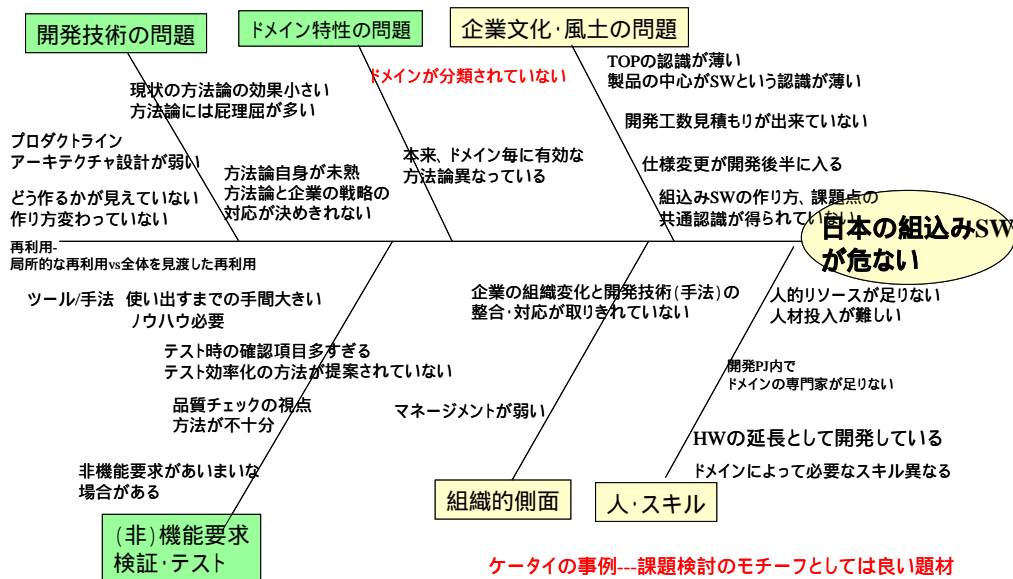 開発技術の問題
ドメイン特性の問題
企業文化･風土の問題
TOPの認識が薄い
製品の中心がSWという認識が薄い
ドメインが分類されていない
現状の方法論の効果小さい
方法論には屁理屈が多い
開発工数見積もりが出来ていない
プロダクトライン
アーキテクチャ設計が弱い
本来、ドメイン毎に有効な
方法論異なっている
仕様変更が開発後半に入る
方法論自身が未熟
方法論と企業の戦略の
対応が決めきれない
どう作るかが見えていない
作り方変わっていない
組込みSWの作り方、課題点の
共通認識が得られていない
日本の組込みSW
が危ない
再利用-
局所的な再利用vs全体を見渡した再利用
ツール/手法 使い出すまでの手間大きい
ノウハウ必要
企業の組織変化と開発技術(手法)の
整合･対応が取りきれていない
人的リソースが足りない
人材投入が難しい
テスト時の確認項目多すぎる
テスト効率化の方法が提案されていない
開発PJ内で
ドメインの専門家が足りない
品質チェックの視点
方法が不十分
マネージメントが弱い
HWの延長として開発している
非機能要求があいまいな
場合がある
ドメインによって必要なスキル異なる
組織的側面
人･スキル
(非)機能要求
検証･テスト
ケータイの事例---課題検討のモチーフとしては良い題材